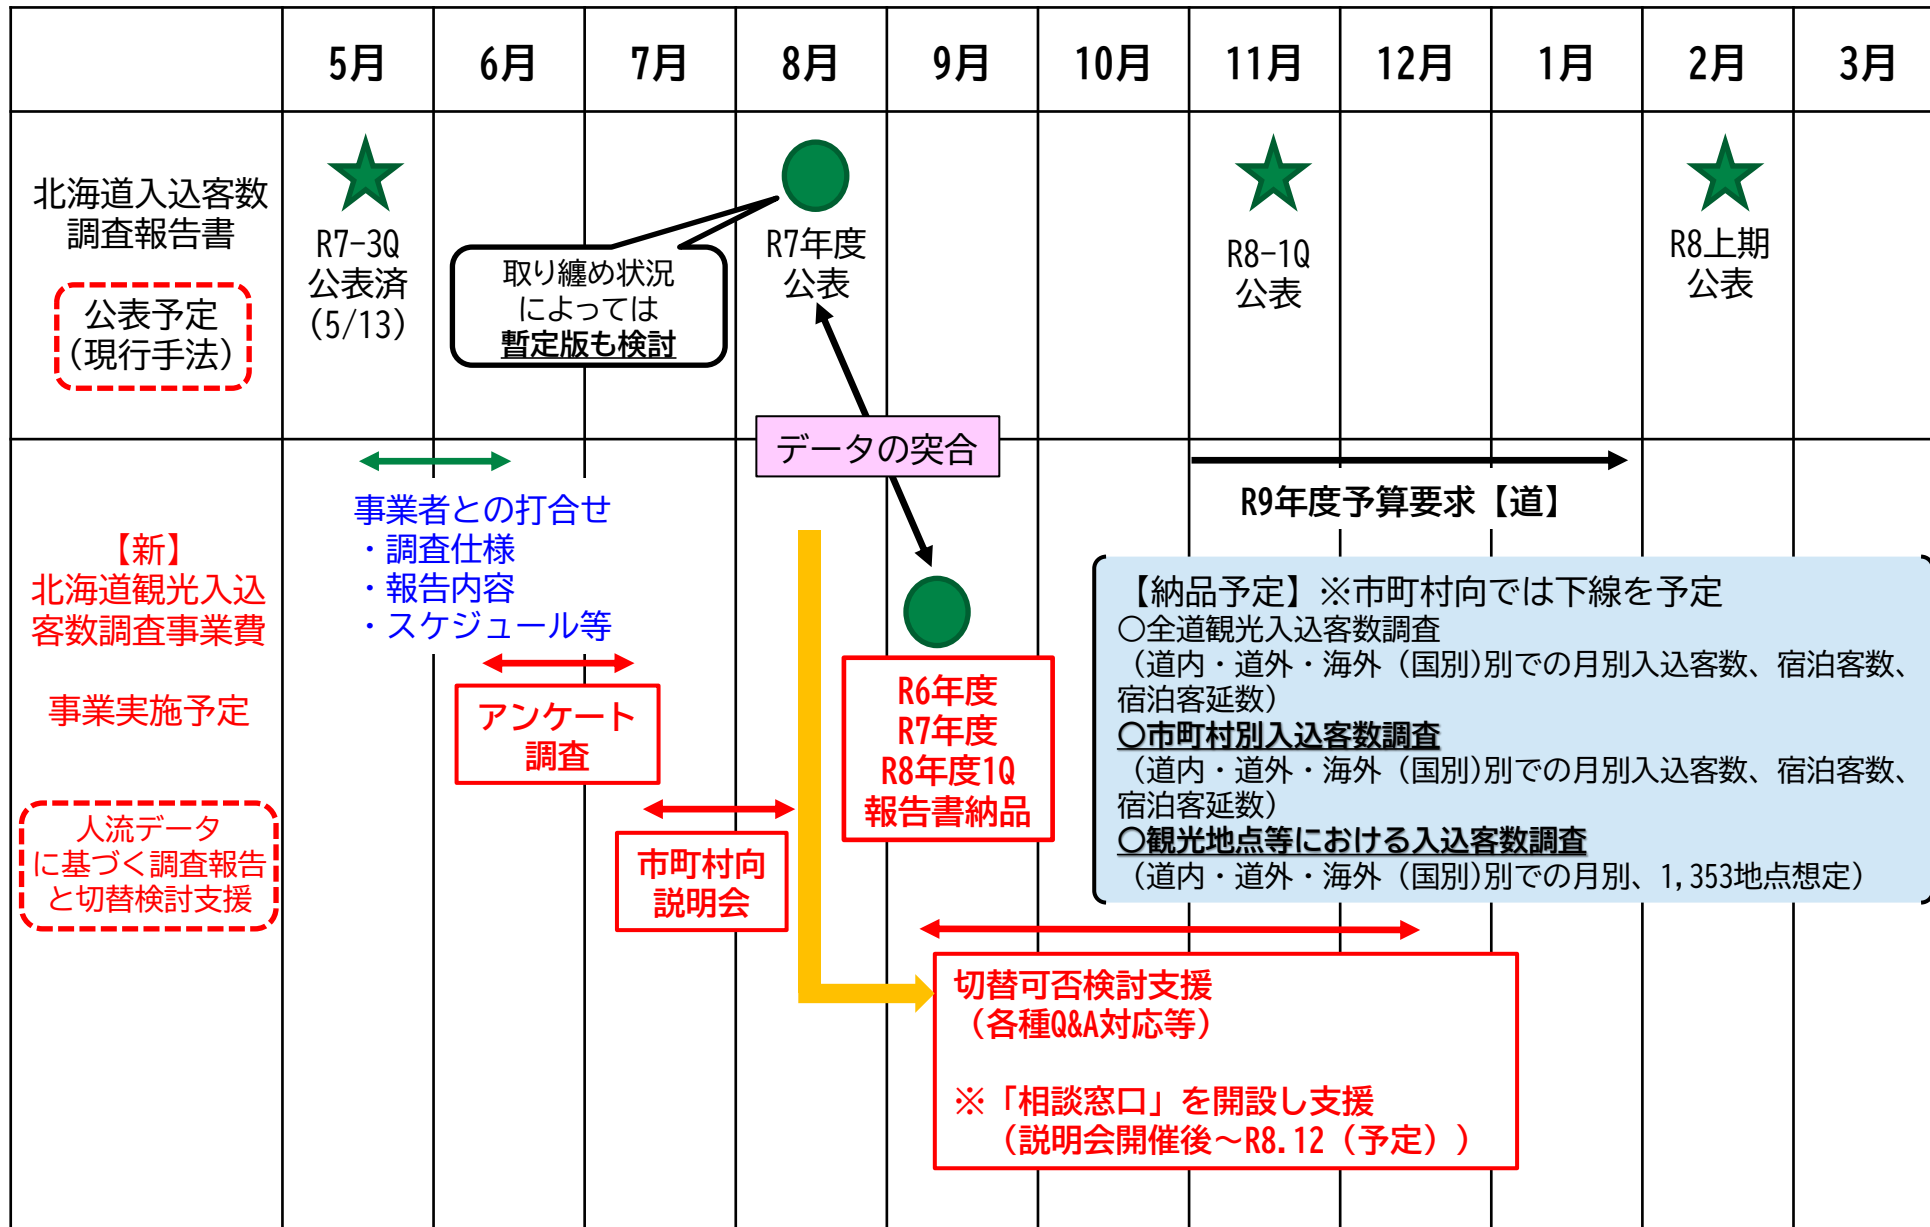 5月 6月 7月 8月 9月 10月 11月 12月 1月 2月 3月
北海道入込客数
調査報告書
公表予定
(現行手法)
R7-3Q
公表済
(5/13)
取り纏め状況
によっては
暫定版も検討
R7年度
公表
R8-1Q
公表
R8上期
公表
データの突合
【新】
北海道観光入込
客数調査事業費
事業実施予定
人流データ
に基づく調査報告
と切替検討支援
事業者との打合せ
・調査仕様
・報告内容
・スケジュール等
アンケート
調査
市町村向
説明会
R6年度
R7年度
R8年度1Q
報告書納品
R9年度予算要求【道】
【納品予定】※市町村向では下線を予定
○全道観光入込客数調査
（道内・道外・海外（国別)別での月別入込客数、宿泊客数、
宿泊客延数）
○市町村別入込客数調査
（道内・道外・海外（国別)別での月別入込客数、宿泊客数、
宿泊客延数）
○観光地点等における入込客数調査
（道内・道外・海外（国別)別での月別、1,353地点想定）
切替可否検討支援
（各種Q&A対応等）
※「相談窓口」を開設し支援
（説明会開催後～R8.12（予定））